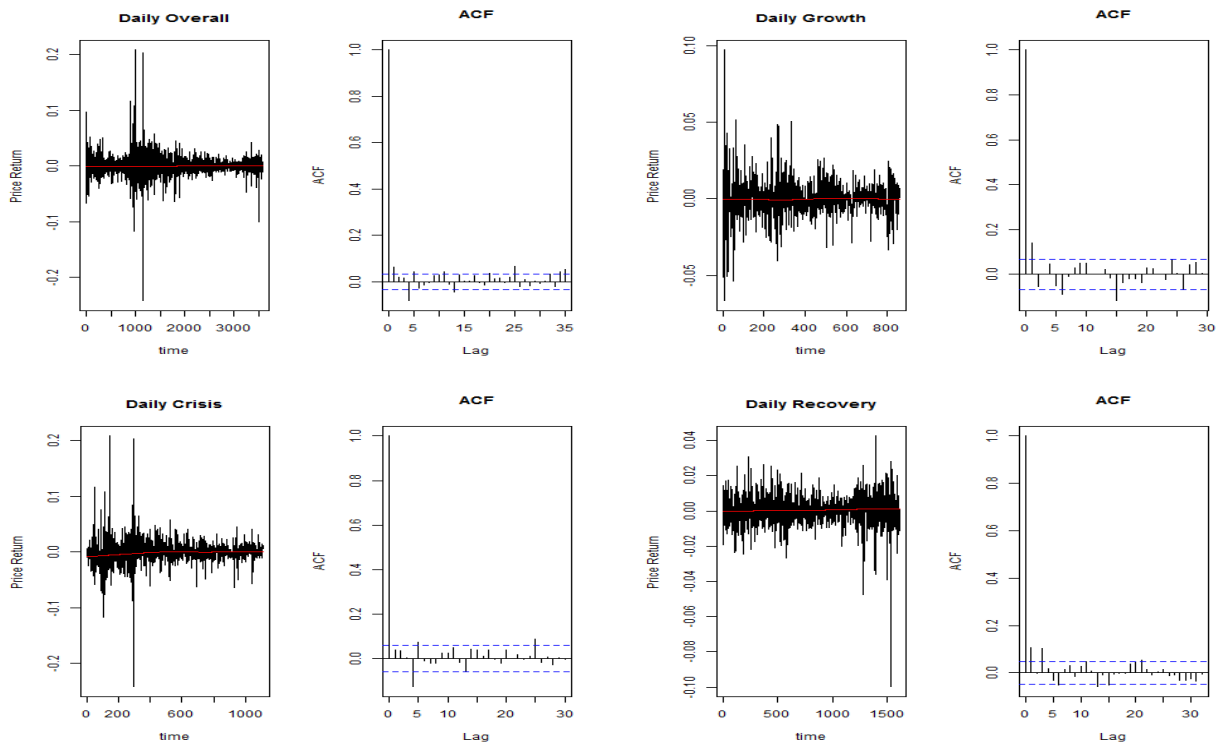 Daily Overall
ACF
Daily Growth
ACF
Price Return
0.2
0.1
0.0
-0.1
-0.2
0 1000 2000 3000
time
ACF
1.0
0.8
0.6
0.4
0.2
0.0
0 5 15 25 35
Lag
Price Return
0.10
0.05
0.00
-0.05
0 200 400 600 800
time
ACF
1.0
0.8
0.6
0.4
0.2
0.0
0 5 10 20 30
Lag
Daily Crisis
ACF
Daily Recovery
ACF
Price Return
0.2
0.1
0.0
-0.1
-0.2
0 200 600 1000
time
ACF
1.0
0.8
0.6
0.4
0.2
0.0
0 5 10 20 30
Lag
Price Return
0.04
0.02
0.00
-0.02
-0.04
-0.06
-0.08
-0.10
0 500 1000 1500
time
ACF
1.0
0.8
0.6
0.4
0.2
0.0
0 5 10 20 30
Lag